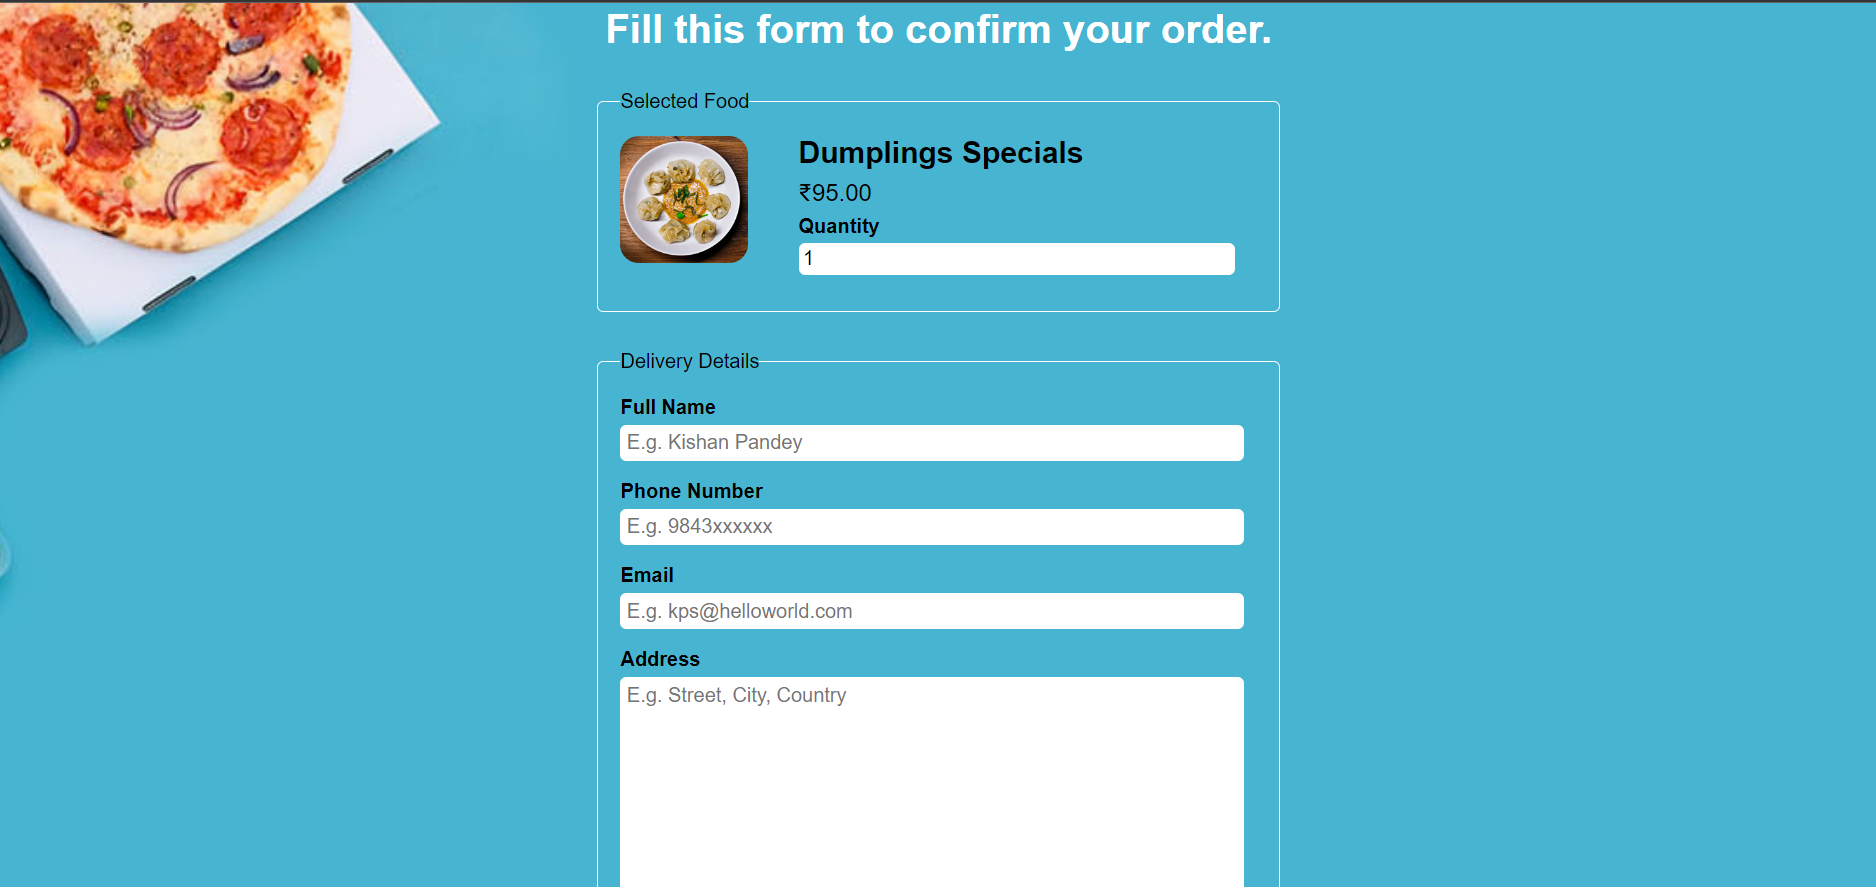 Fill this form to confirm your order.
Selected Food
Dumplings Specials
₹95.00
Quantity
1
Delivery Details
Full Name
E.g. Kishan Pandey
Phone Number
E.g. 9843xxxxxx
Email
E.g. kps@helloworld.com
Address
E.g. Street, City, Country